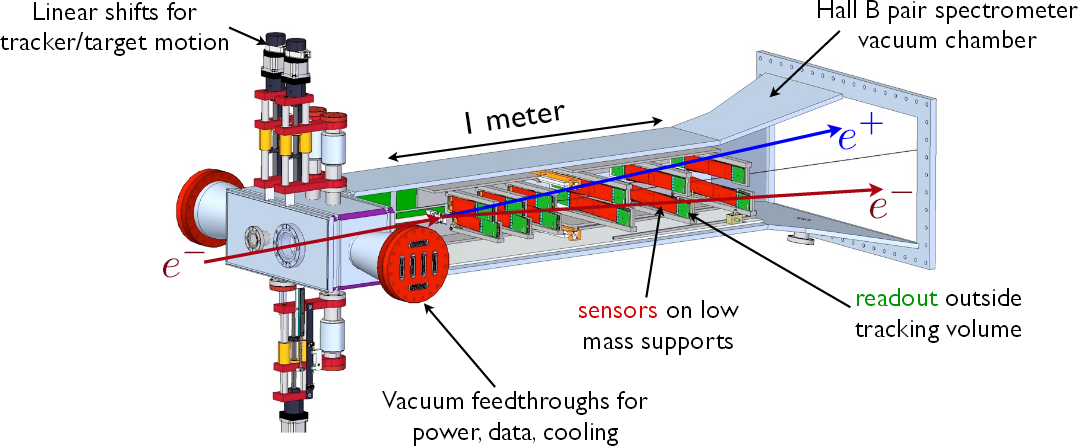 Linear shifts for
tracker/target motion
Hall B pair spectrometer
vacuum chamber
1 meter
e+
e−
e−
sensors on low
mass supports
readout outside
tracking volume
Vacuum feedthroughs for
power, data, cooling